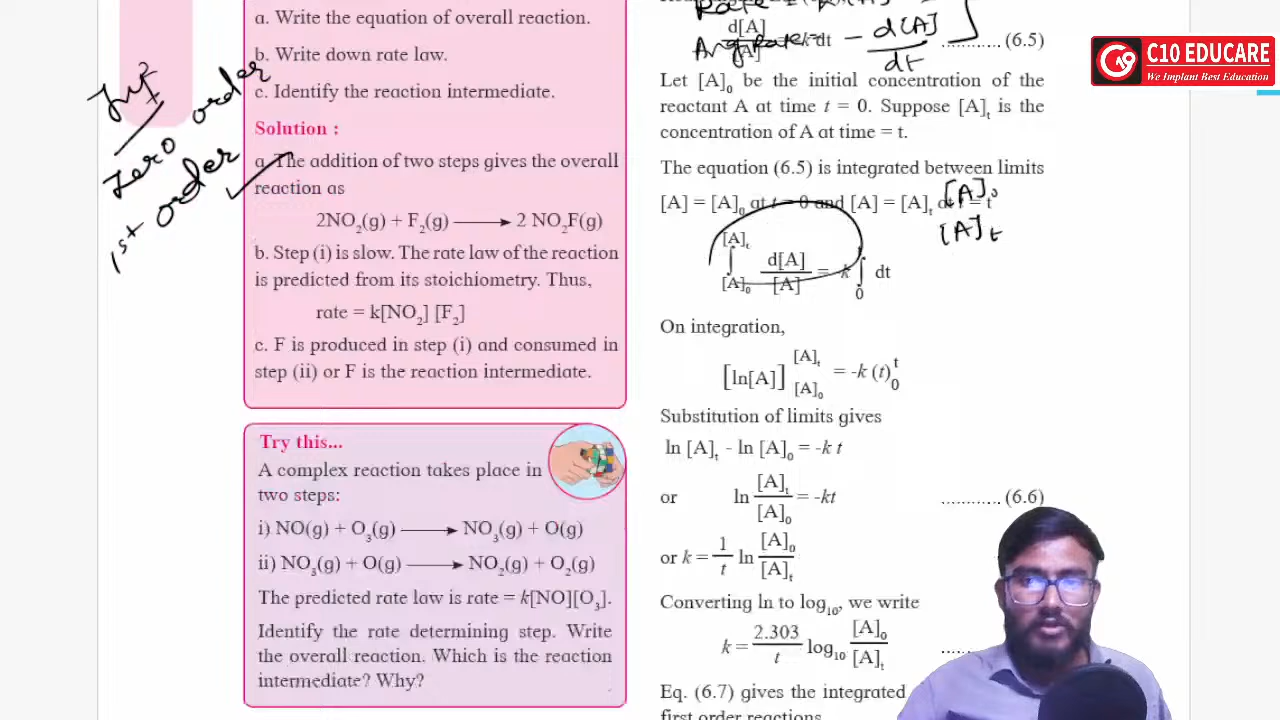 a. Write the equation of overall reaction.
b. Write down rate law.
c. Identify the reaction intermediate.
Solution :
a. The addition of two steps gives the overall
reaction as
2NO₂(g) + F₂(g) ⟶ 2 NO₂F(g)
b. Step (i) is slow. The rate law of the reaction
is predicted from its stoichiometry. Thus,
rate = k[NO₂] [F₂]
c. F is produced in step (i) and consumed in
step (ii) or F is the reaction intermediate.
Zero order
1st order
Try this...
A complex reaction takes place in
two steps:
i) NO(g) + O₃(g) ⟶ NO₃(g) + O(g)
ii) NO₃(g) + O(g) ⟶ NO₂(g) + O₂(g)
The predicted rate law is rate = k[NO][O₃].
Identify the rate determining step. Write
the overall reaction. Which is the reaction
intermediate? Why?
d[A]/[A] = -k dt ............ (6.5)
- d[A]/dt
Let [A]₀ be the initial concentration of the
reactant A at time t = 0. Suppose [A]ₜ is the
concentration of A at time = t.
The equation (6.5) is integrated between limits
[A] = [A]₀ at t = 0 and [A] = [A]ₜ at t = t
[A]₀
[A]t
∫ [A]₀ [A]ₜ d[A]/[A] = -k ∫ 0 t dt
On integration,
[ln[A]] [A]ₜ [A]₀ = -k (t) t 0
Substitution of limits gives
ln [A]ₜ - ln [A]₀ = -k t
or ln [A]ₜ/[A]₀ = -kt ............ (6.6)
or k = 1/t ln [A]₀/[A]ₜ
Converting ln to log₁₀, we write
k = 2.303/t log₁₀ [A]₀/[A]ₜ
Eq. (6.7) gives the integrated
first order reactions.
C10 EDUCARE
We Implant Best Education